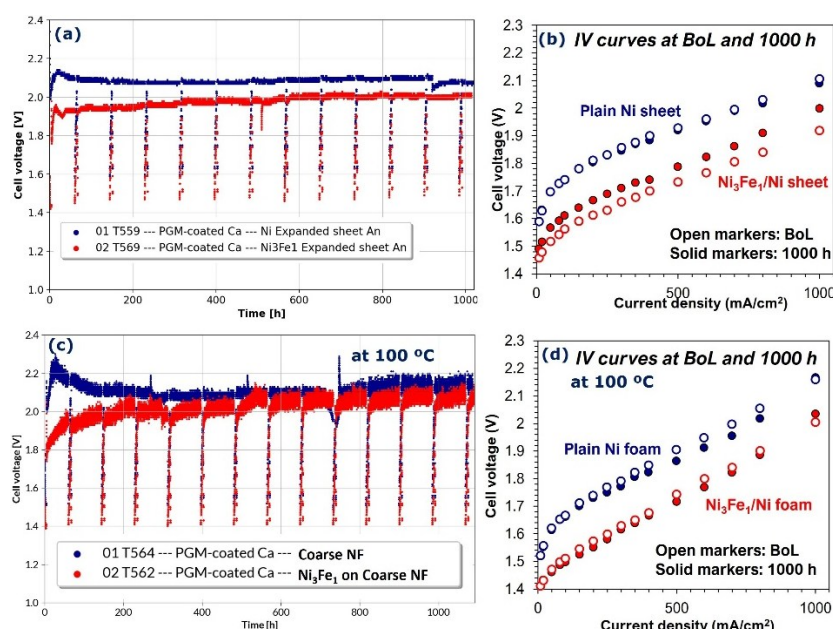 (a)
2.4
2.2
2.0
1.8
1.6
1.4
1.2
1.0
Cell voltage [V]
01 T559 --- PGM-coated Ca --- Ni Expanded sheet An
02 T569 --- PGM-coated Ca --- Ni3Fe1 Expanded sheet An
0 200 400 600 800 1000
Time [h]
(b) IV curves at BoL and 1000 h
2.3
2.2
2.1
2
1.9
1.8
1.7
1.6
1.5
1.4
Cell voltage (V)
Plain Ni sheet
Ni₃Fe₁/Ni sheet
Open markers: BoL
Solid markers: 1000 h
0 500 1000
Current density (mA/cm²)
(c)
at 100 ºC
2.4
2.2
2.0
1.8
1.6
1.4
1.2
1.0
Cell voltage [V]
01 T564 --- PGM-coated Ca --- Coarse NF
02 T562 --- PGM-coated Ca --- Ni₃Fe₁ on Coarse NF
0 200 400 600 800 1000
Time [h]
(d) IV curves at BoL and 1000 h
at 100 ºC
2.3
2.2
2.1
2
1.9
1.8
1.7
1.6
1.5
1.4
Cell voltage (V)
Plain Ni foam
Ni₃Fe₁/Ni foam
Open markers: BoL
Solid markers: 1000 h
0 500 1000
Current density (mA/cm²)